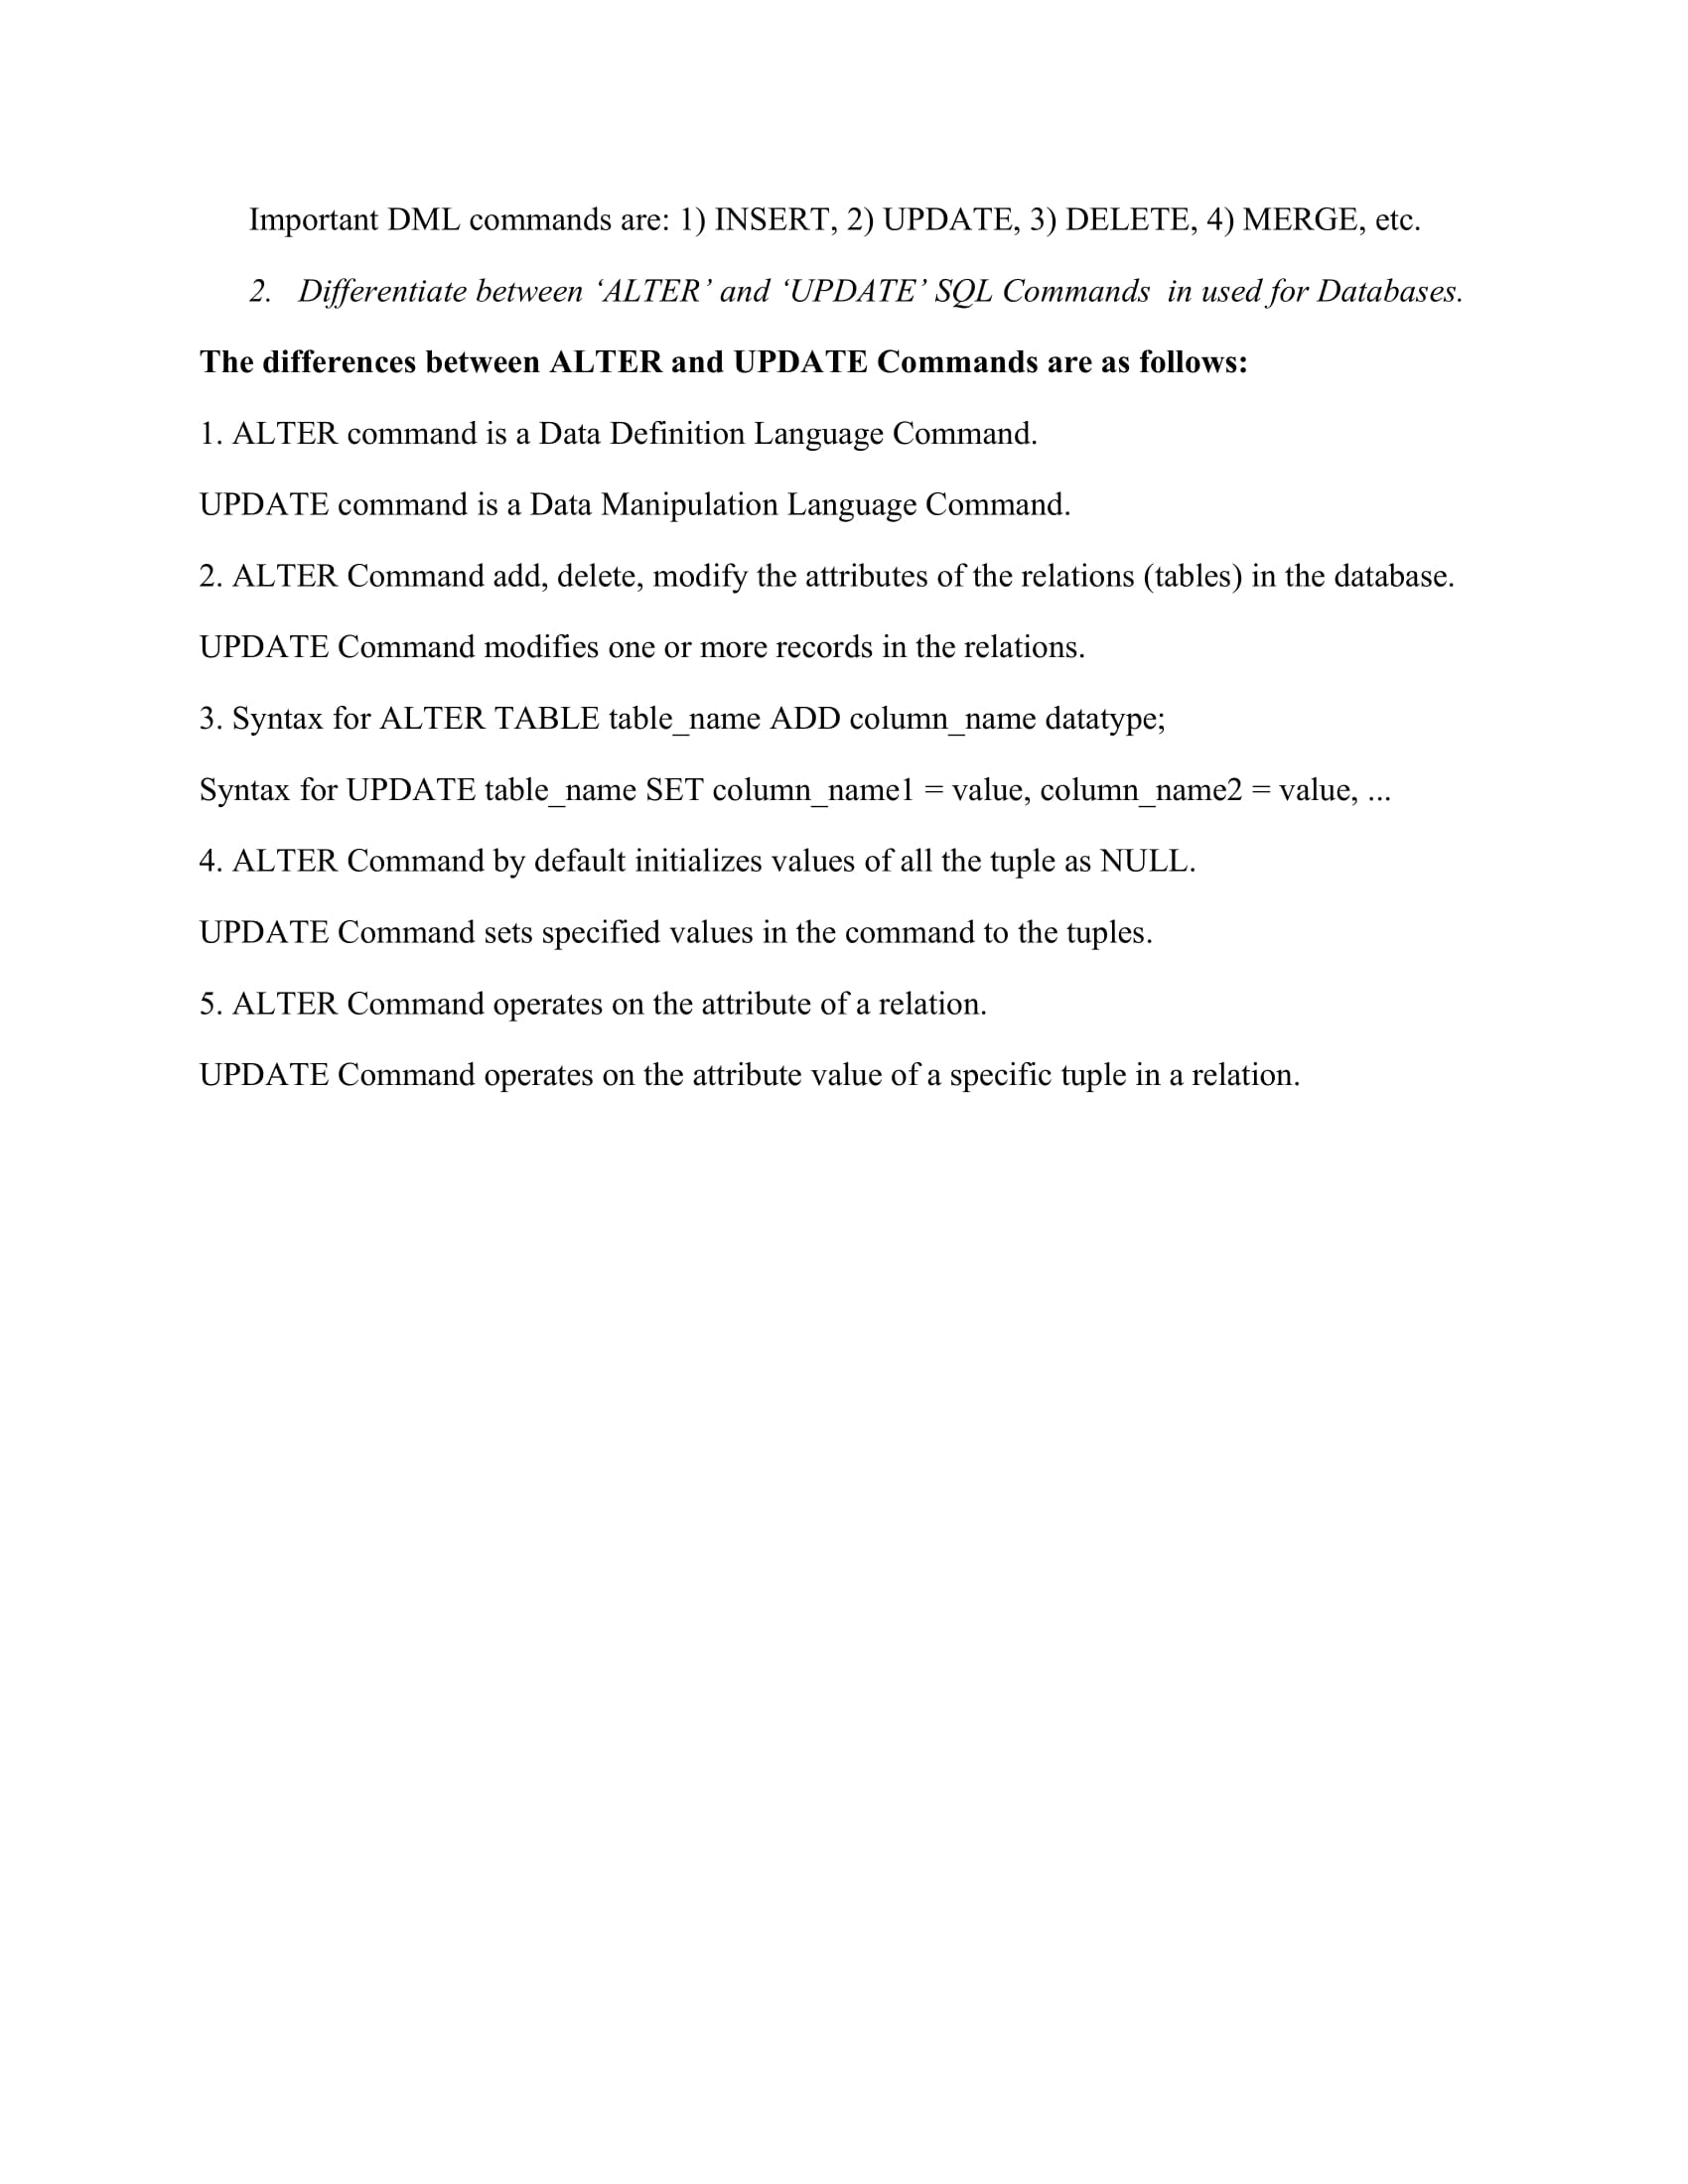 Important DML commands are: 1) INSERT, 2) UPDATE, 3) DELETE, 4) MERGE, etc.
2. Differentiate between ‘ALTER’ and ‘UPDATE’ SQL Commands  in used for Databases.
The differences between ALTER and UPDATE Commands are as follows:
1. ALTER command is a Data Definition Language Command.
UPDATE command is a Data Manipulation Language Command.
2. ALTER Command add, delete, modify the attributes of the relations (tables) in the database.
UPDATE Command modifies one or more records in the relations.
3. Syntax for ALTER TABLE table_name ADD column_name datatype;
Syntax for UPDATE table_name SET column_name1 = value, column_name2 = value, ...
4. ALTER Command by default initializes values of all the tuple as NULL.
UPDATE Command sets specified values in the command to the tuples.
5. ALTER Command operates on the attribute of a relation.
UPDATE Command operates on the attribute value of a specific tuple in a relation.